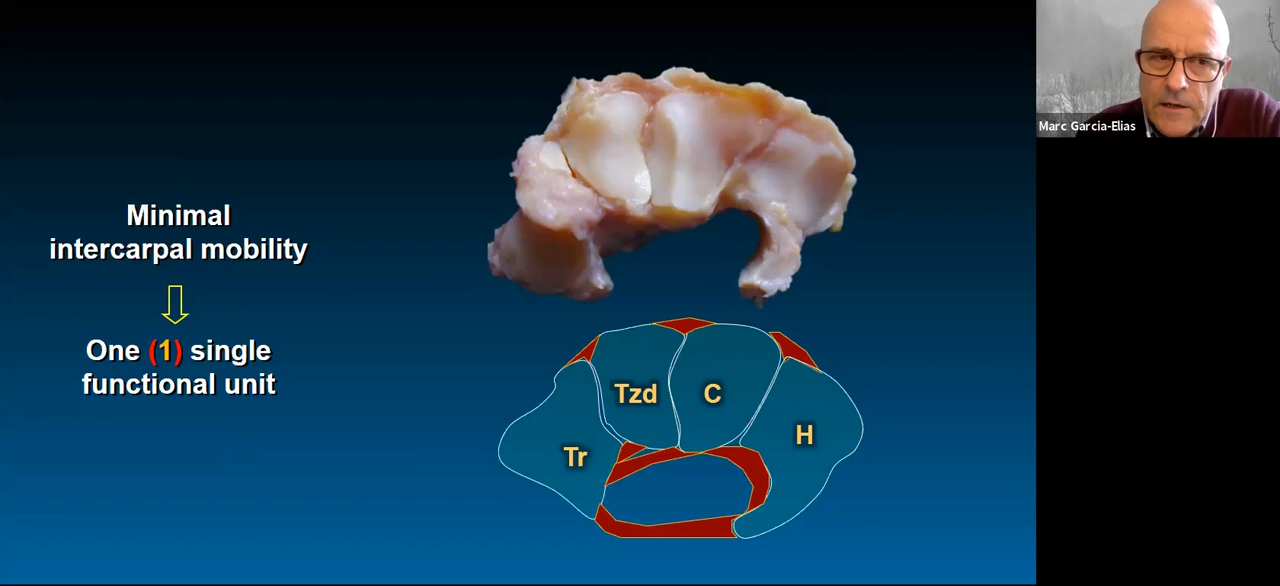 Minimal
intercarpal mobility
One (1) single
functional unit
Tzd
C
H
Tr
Marc Garcia-Elias